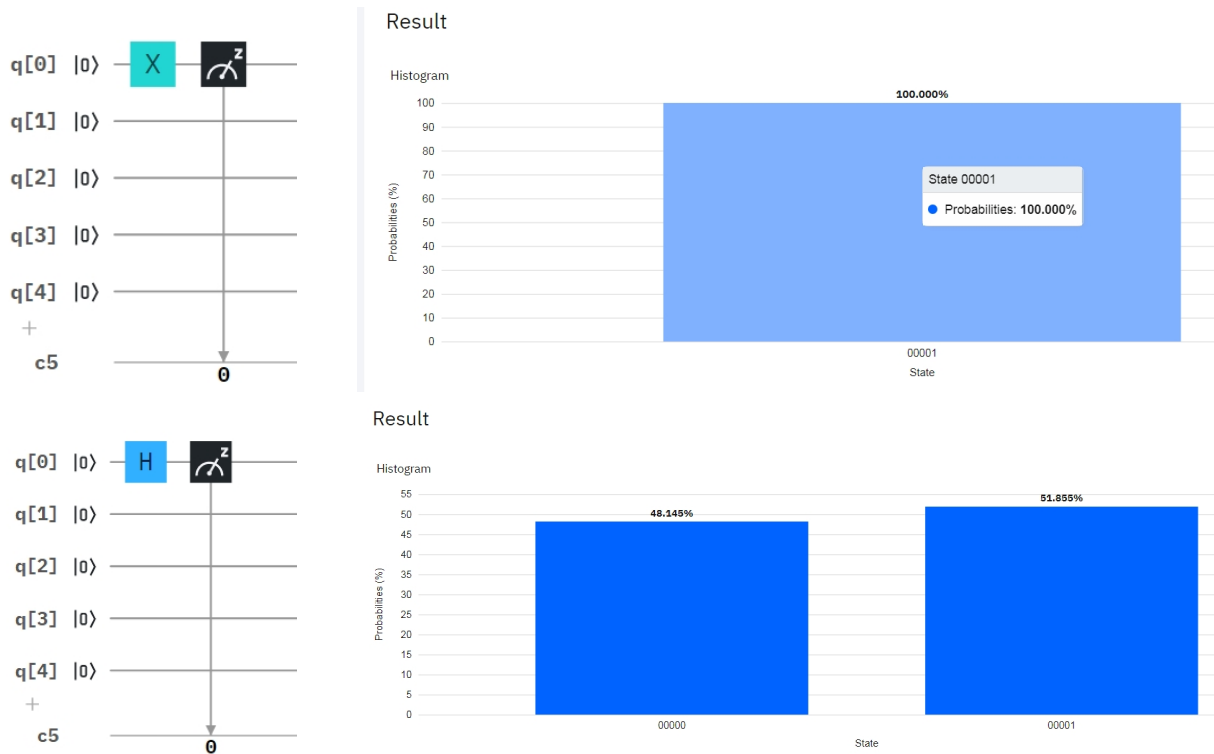 q[0] |0⟩ X z
q[1] |0⟩
q[2] |0⟩
q[3] |0⟩
q[4] |0⟩
+
c5
0
Result
Histogram
100.000%
100
90
80
70
60
50
40
30
20
10
0
Probabilities (%)
State 00001
Probabilities: 100.000%
00001
State
q[0] |0⟩ H z
q[1] |0⟩
q[2] |0⟩
q[3] |0⟩
q[4] |0⟩
+
c5
0
Result
Histogram
48.145%
51.855%
55
50
45
40
35
30
25
20
15
10
5
0
Probabilities (%)
00000
00001
State